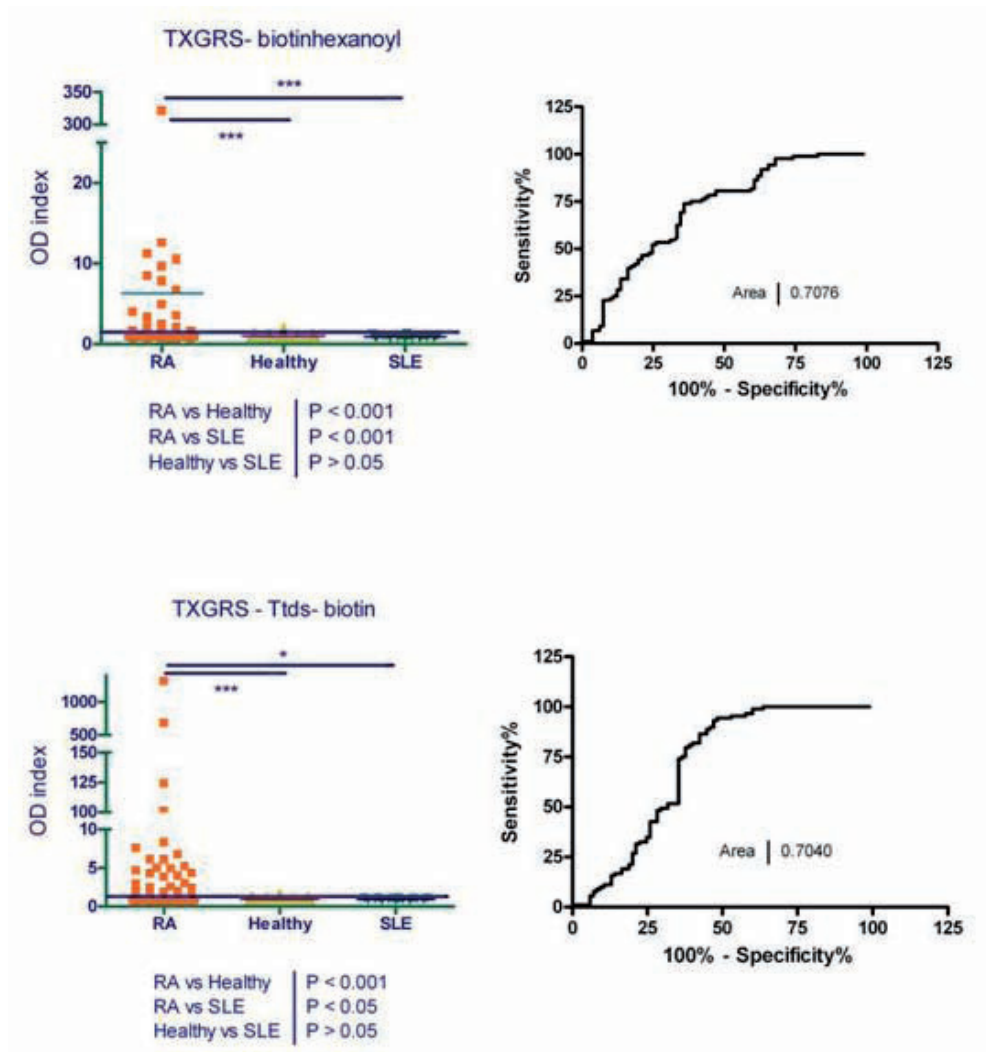 TXGRS- biotinhexanoyl
***
***
350
300
20
10
0
OD index
RA Healthy SLE
RA vs Healthy P < 0.001
RA vs SLE P < 0.001
Healthy vs SLE P > 0.05
125
100
75
50
25
0
Sensitivity%
Area 0.7076
0 25 50 75 100 125
100% - Specificity%
TXGRS - Ttds- biotin
*
***
1000
500
150
125
100
10
5
0
OD index
RA Healthy SLE
RA vs Healthy P < 0.001
RA vs SLE P < 0.05
Healthy vs SLE P > 0.05
125
100
75
50
25
0
Sensitivity%
Area 0.7040
0 25 50 75 100 125
100% - Specificity%